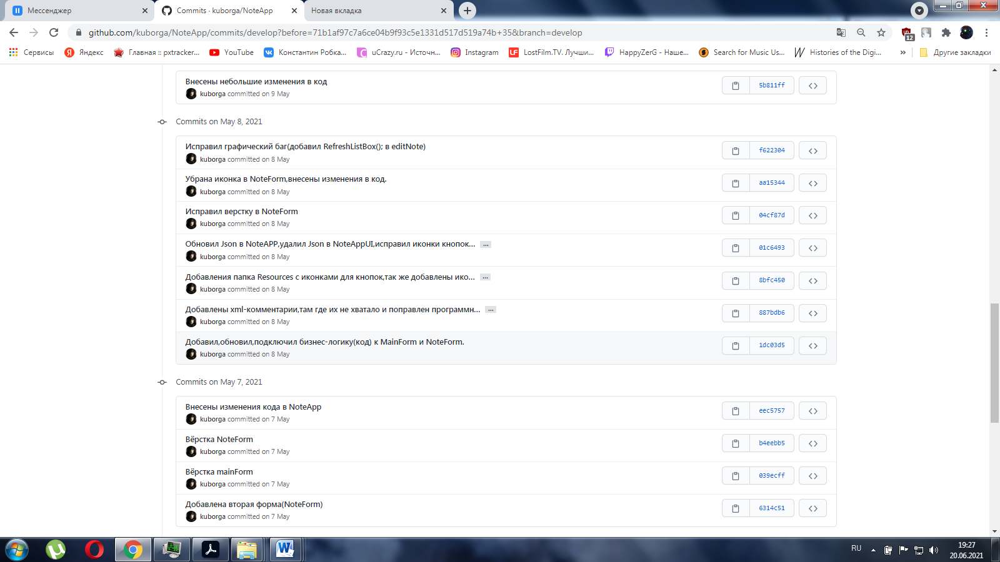 Мессенджер
Commits · kuborga/NoteApp
Новая вкладка
github.com/kuborga/NoteApp/commits/develop?before=71b1af97c7a6ce04b9f93c5e1331d517d519a74b+35&branch=develop
12
Сервисы
Яндекс
Главная :: pxtracker...
YouTube
Константин Робка...
uCrazy.ru - Источн...
Instagram
LostFilm.TV. Лучши...
HappyZerG - Наше...
Search for Music Us...
Histories of the Digi...
»
Другие закладки
Внесены небольшие изменения в код
5b811ff
kuborga committed on 9 May
Commits on May 8, 2021
Исправил графический баг(добавил RefreshListBox(); в editNote)
f622304
kuborga committed on 8 May
Убрана иконка в NoteForm,внесены изменения в код.
aa15344
kuborga committed on 8 May
Исправил верстку в NoteForm
04cf87d
kuborga committed on 8 May
Обновил Json в NoteAPP,удалил Json в NoteAppUI,исправил иконки кнопок... ...
01c6493
kuborga committed on 8 May
Добавления папка Resources с иконками для кнопок,так же добавлены ико... ...
8bfc450
kuborga committed on 8 May
Добавлены xml-комментарии,там где их не хватало и поправлен программн... ...
887bdb6
kuborga committed on 8 May
Добавил,обновил,подключил бизнес-логику(код) к MainForm и NoteForm.
1dc03d5
kuborga committed on 8 May
Commits on May 7, 2021
Внесены изменения кода в NoteApp
eec5757
kuborga committed on 7 May
Вёрстка NoteForm
b4eebb5
kuborga committed on 7 May
Вёрстка mainForm
039ecff
kuborga committed on 7 May
Добавлена вторая форма(NoteForm)
6314c51
kuborga committed on 7 May
RU
19:27
20.06.2021